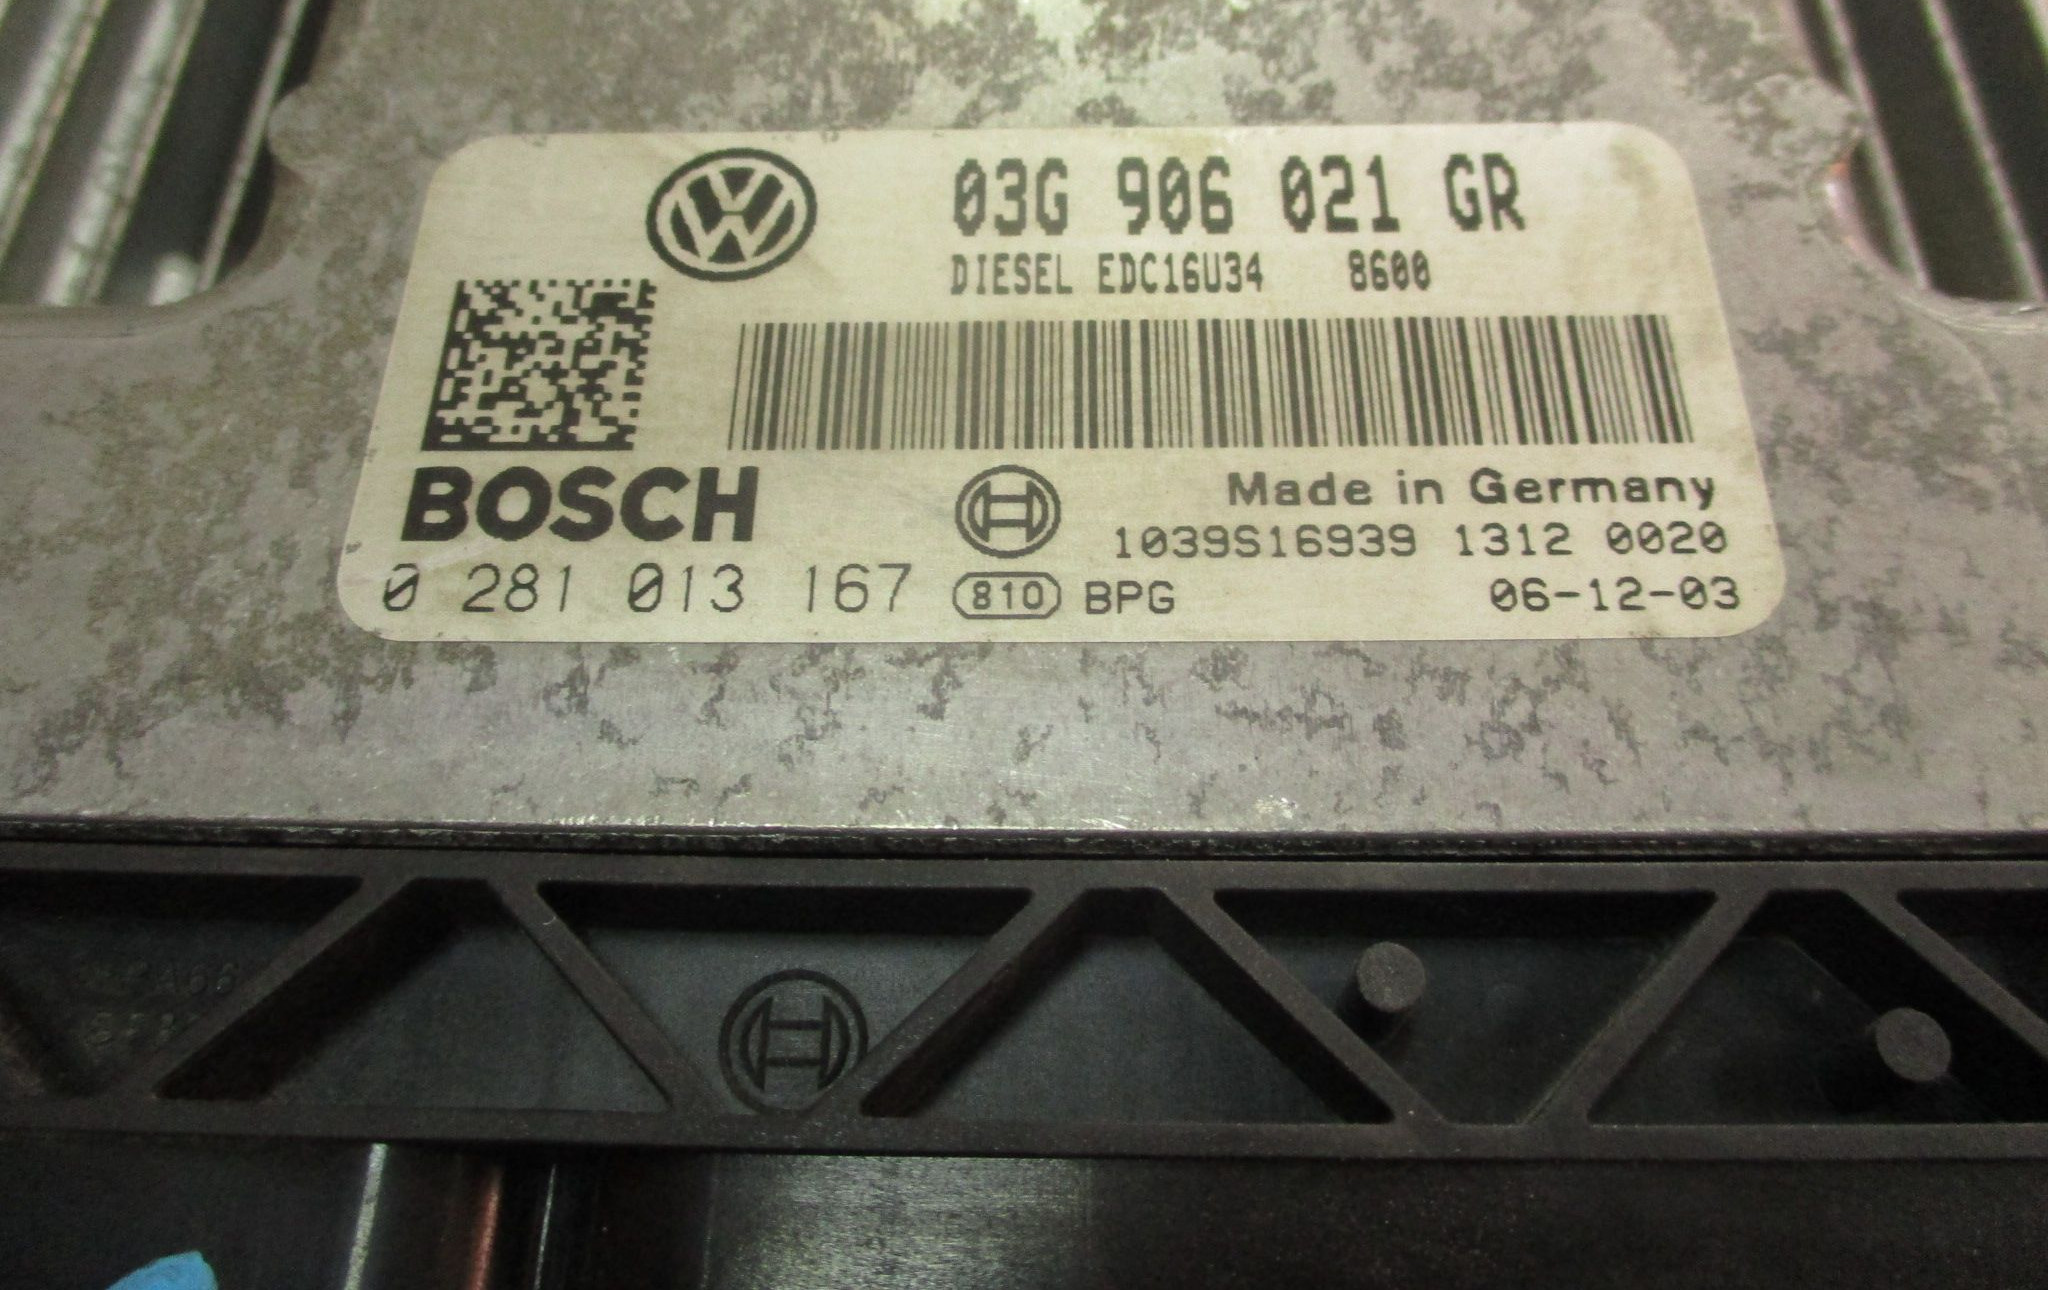 03G 906 021 GR
DIESEL EDC16U34 8600
BOSCH
Made in Germany
1039S16939 1312 0020
0 281 013 167 810 BPG 06-12-03